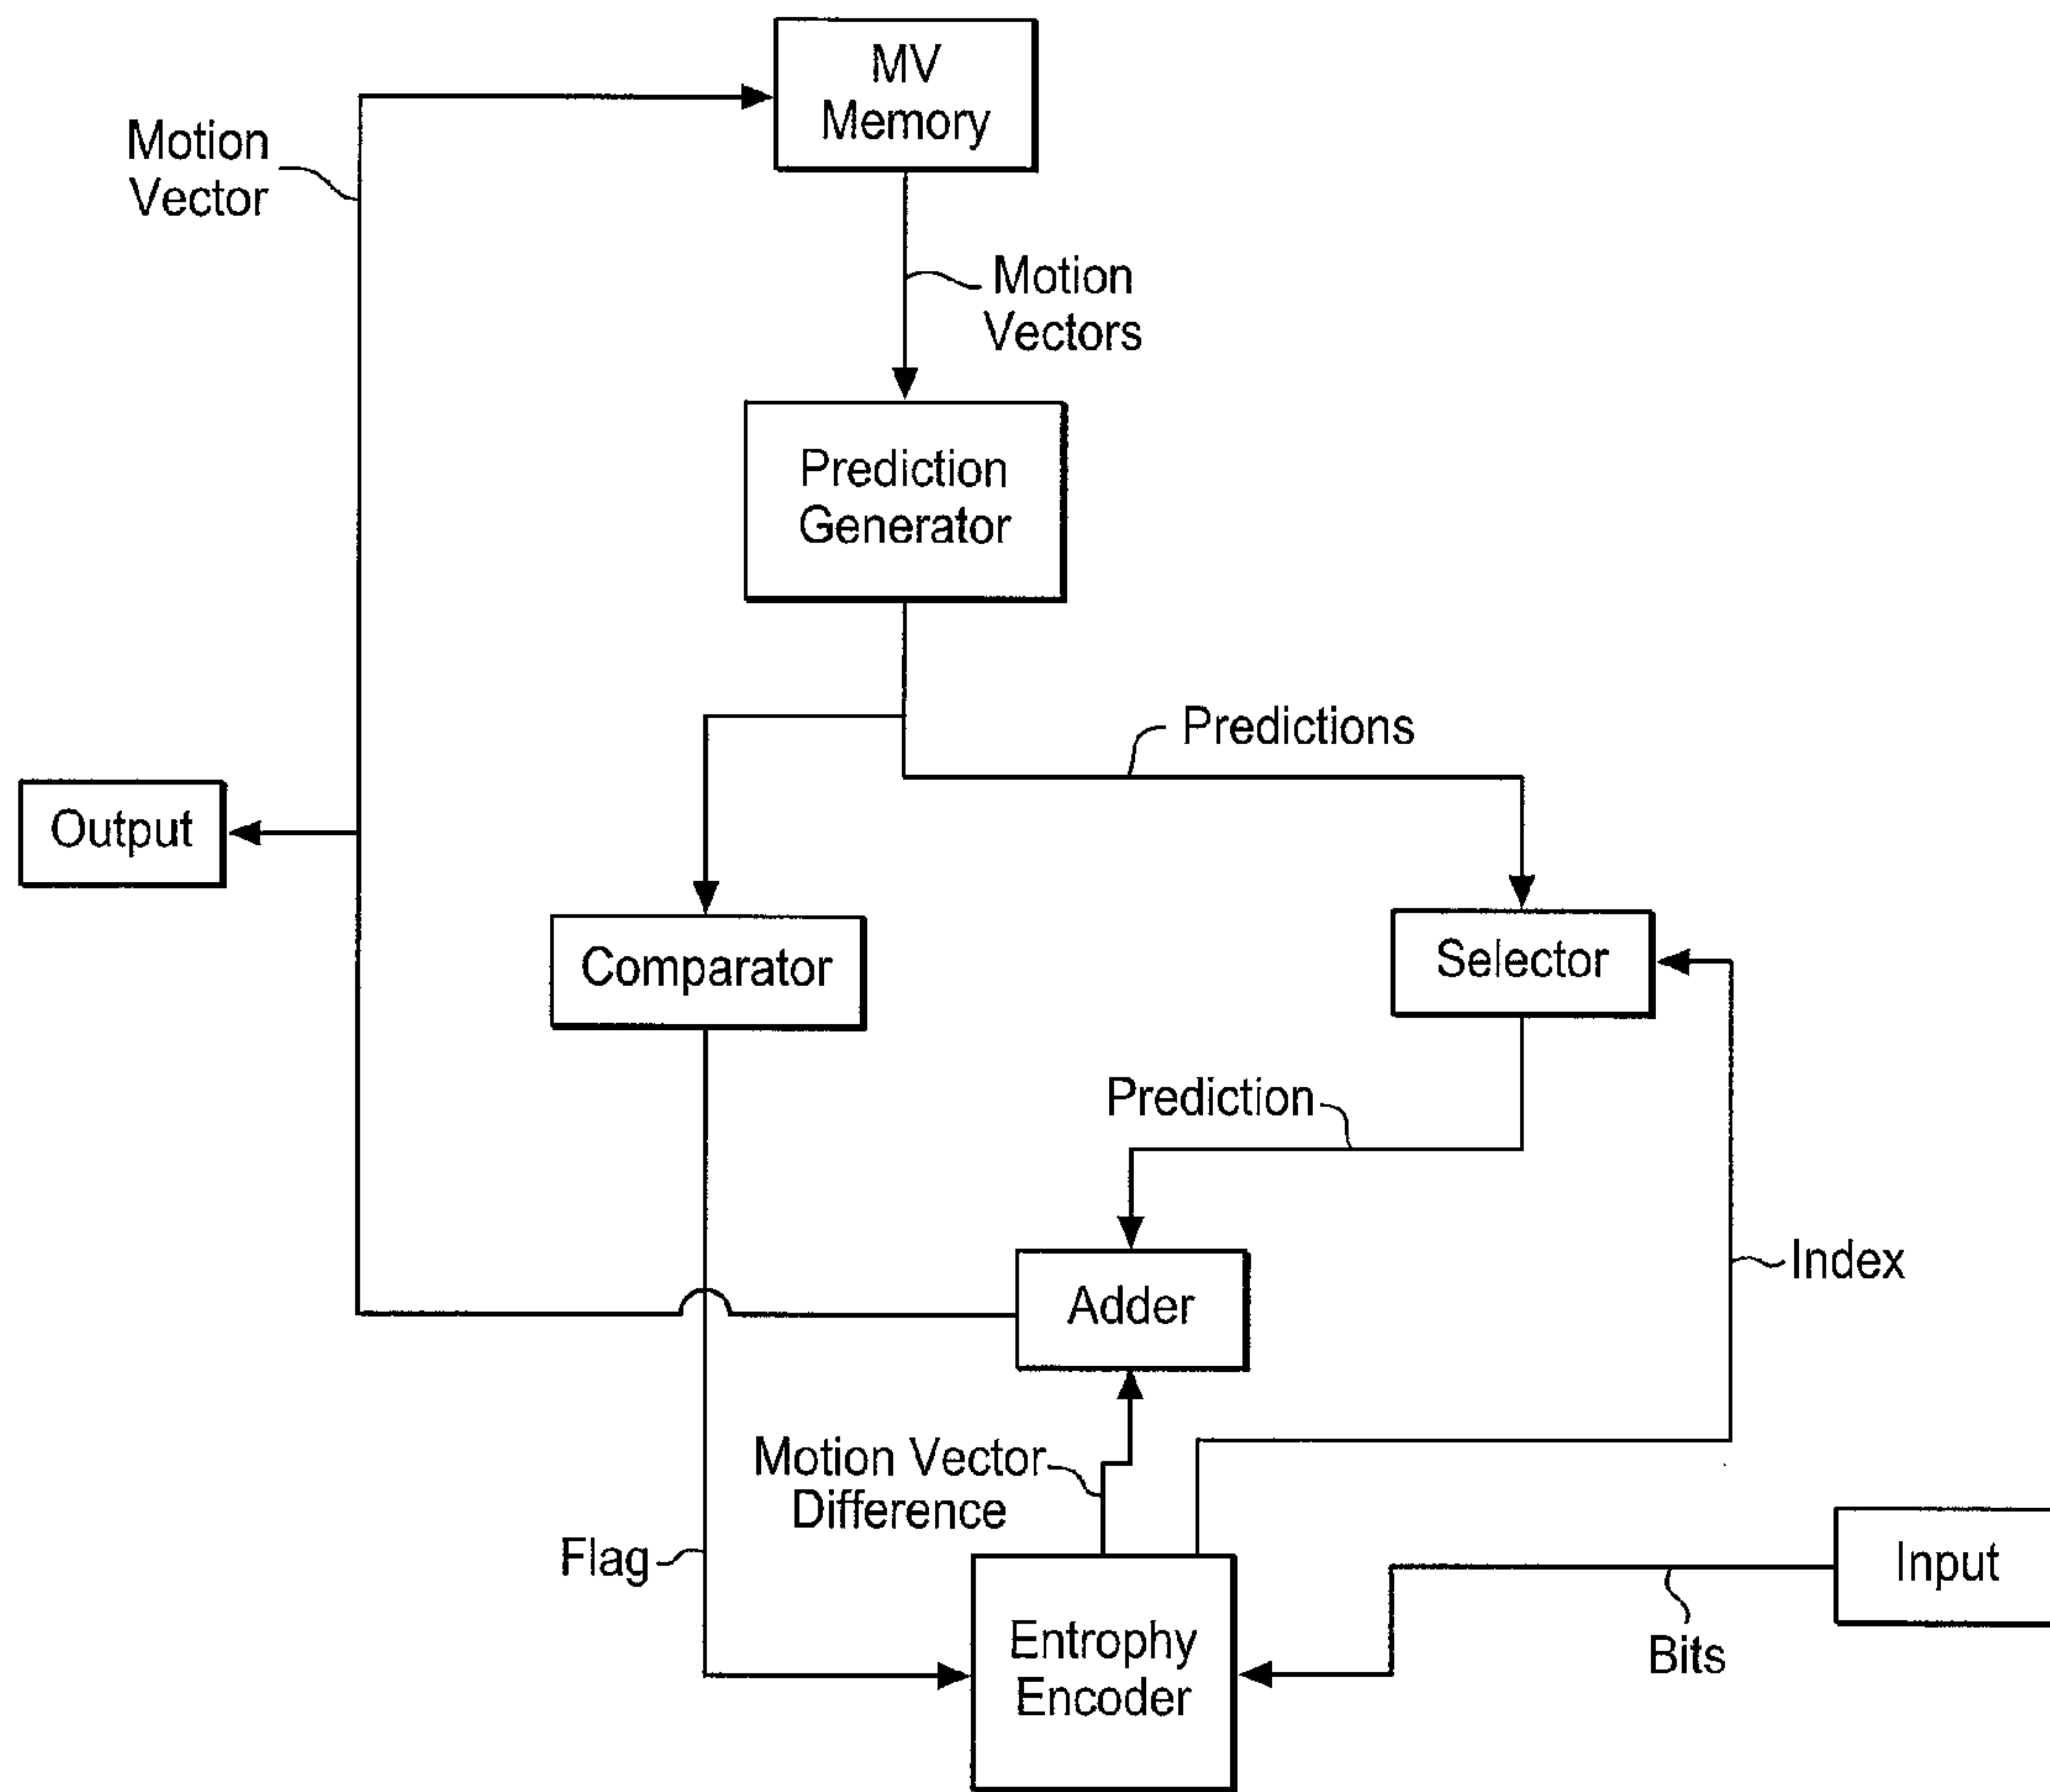 MV
Memory
Motion
Vector
Motion
Vectors
Prediction
Generator
Predictions
Output
Comparator
Selector
Prediction
Index
Adder
Motion Vector
Difference
Flag
Input
Entrophy
Encoder
Bits